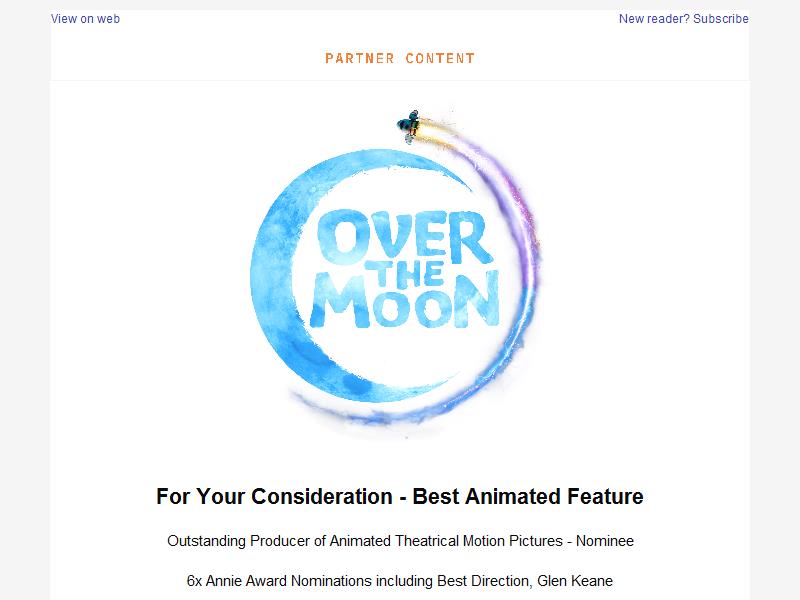 View on web
New reader? Subscribe
PARTNER CONTENT
OVER
THE
MOON
For Your Consideration - Best Animated Feature
Outstanding Producer of Animated Theatrical Motion Pictures - Nominee
6x Annie Award Nominations including Best Direction, Glen Keane